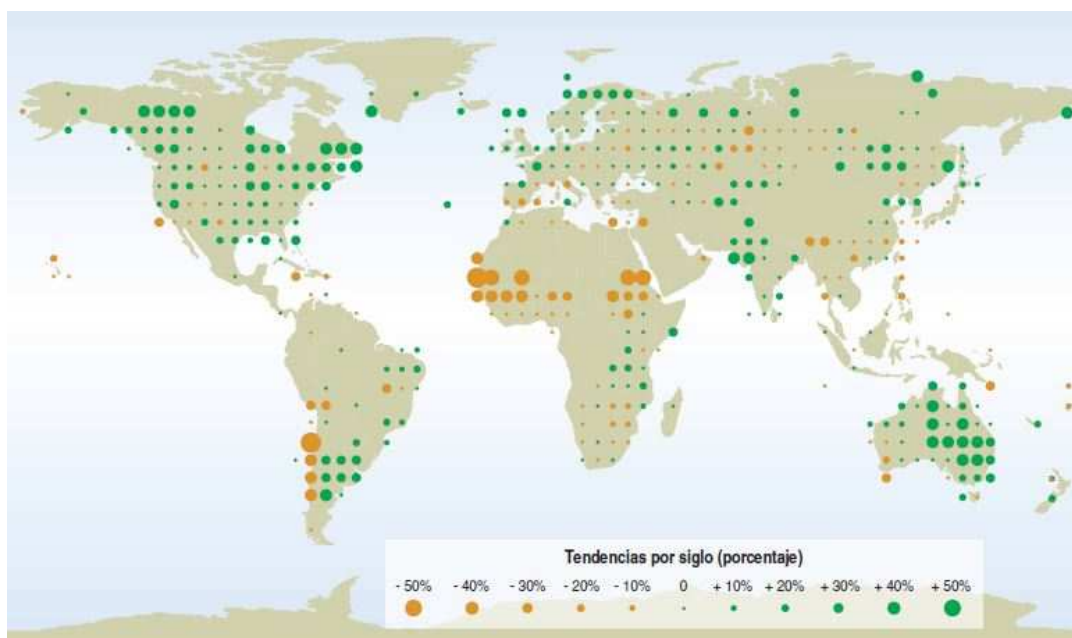 Tendencias por siglo (porcentaje)
- 50% - 40% - 30% - 20% - 10% 0 + 10% + 20% + 30% + 40% + 50%